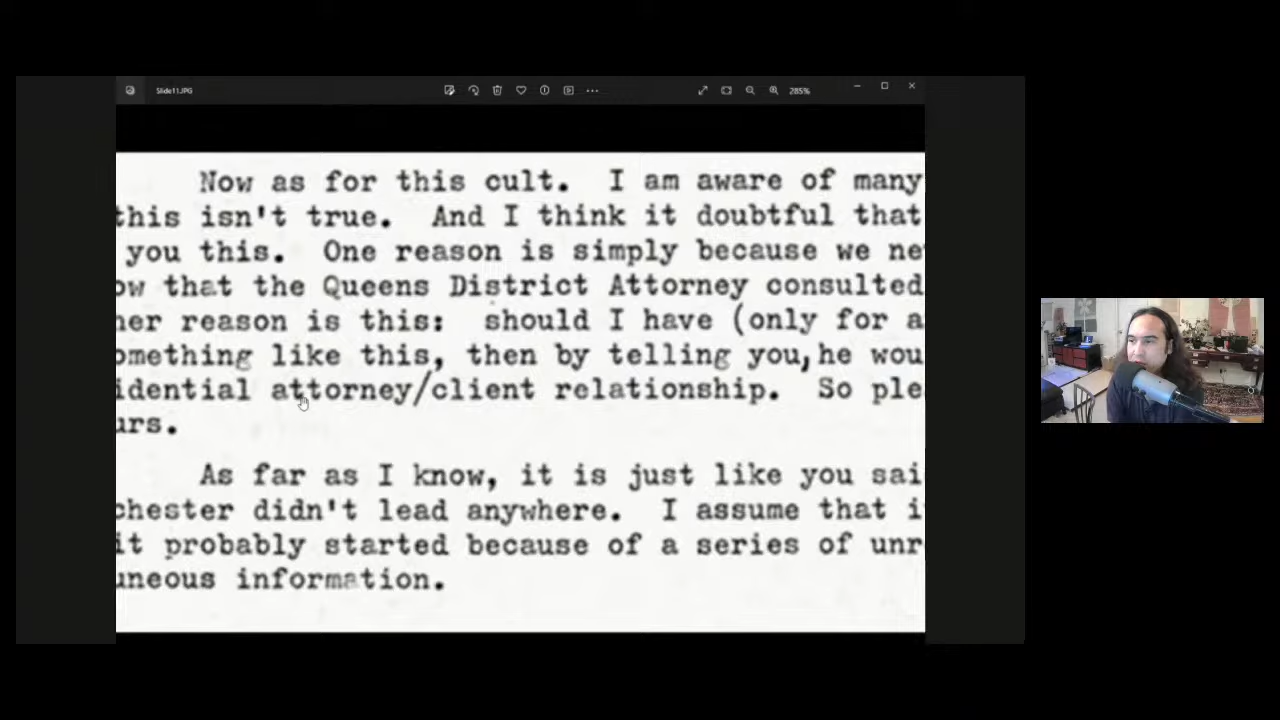 Slide11.JPG
285%
Now as for this cult. I am aware of many
this isn't true. And I think it doubtful that
you this. One reason is simply because we ne
ow that the Queens District Attorney consulted
her reason is this: should I have (only for a
omething like this, then by telling you, he wou
idential attorney/client relationship. So ple
urs.
As far as I know, it is just like you sai
chester didn't lead anywhere. I assume that i
it probably started because of a series of unr
uneous information.